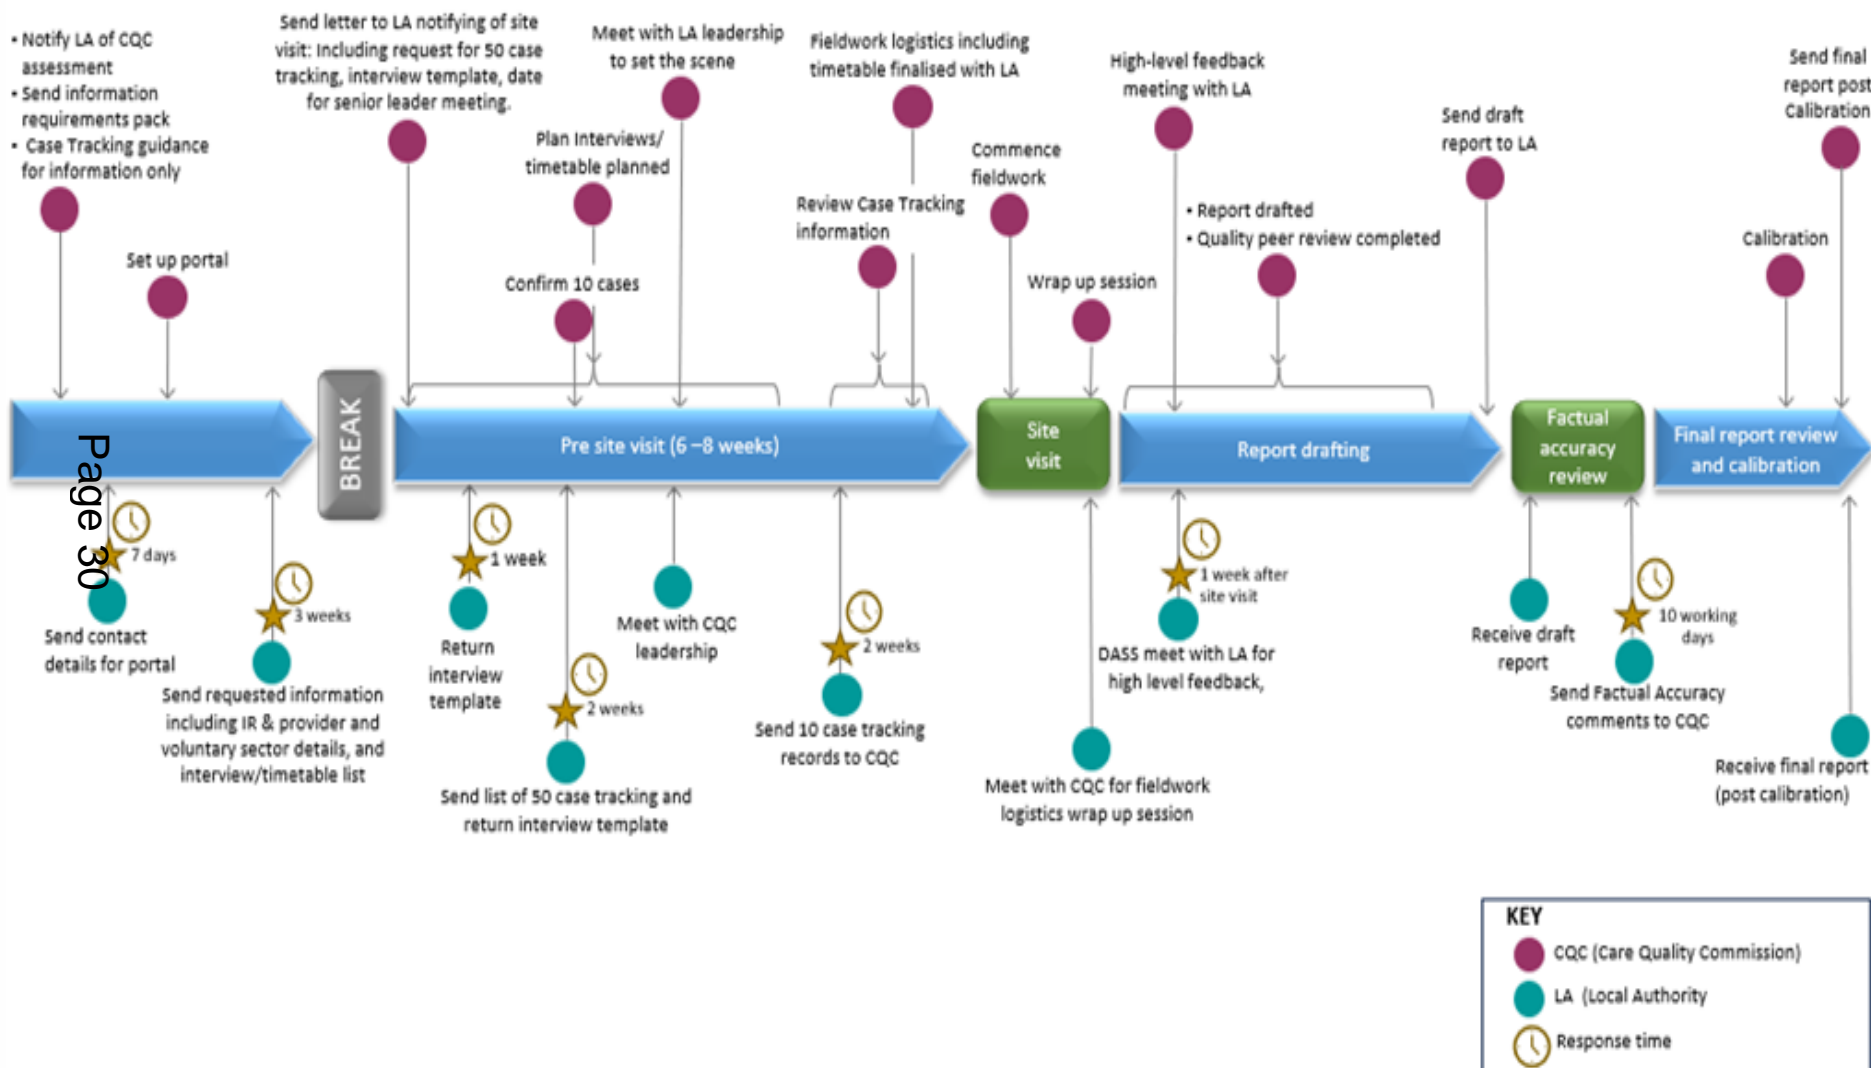 • Notify LA of CQC
assessment
• Send information
requirements pack
• Case Tracking guidance
for information only
Set up portal
Send letter to LA notifying of site
visit: Including request for 50 case
tracking, interview template, date
for senior leader meeting.
Plan Interviews/
timetable planned
Confirm 10 cases
Meet with LA leadership
to set the scene
Fieldwork logistics including
timetable finalised with LA
Review Case Tracking
information
Commence
fieldwork
Wrap up session
High-level feedback
meeting with LA
• Report drafted
• Quality peer review completed
Send draft
report to LA
Calibration
Send final
report post
Calibration
Page 30
BREAK
Pre site visit (6 –8 weeks)
Site
visit
Report drafting
Factual
accuracy
review
Final report review
and calibration
7 days
Send contact
details for portal
3 weeks
Send requested information
including IR & provider and
voluntary sector details, and
interview/timetable list
1 week
Return
interview
template
2 weeks
Send list of 50 case tracking and
return interview template
Meet with CQC
leadership
2 weeks
Send 10 case tracking
records to CQC
Meet with CQC for fieldwork
logistics wrap up session
1 week after
site visit
DASS meet with LA for
high level feedback,
Receive draft
report
10 working
days
Send Factual Accuracy
comments to CQC
Receive final report
(post calibration)
KEY
CQC (Care Quality Commission)
LA (Local Authority
Response time